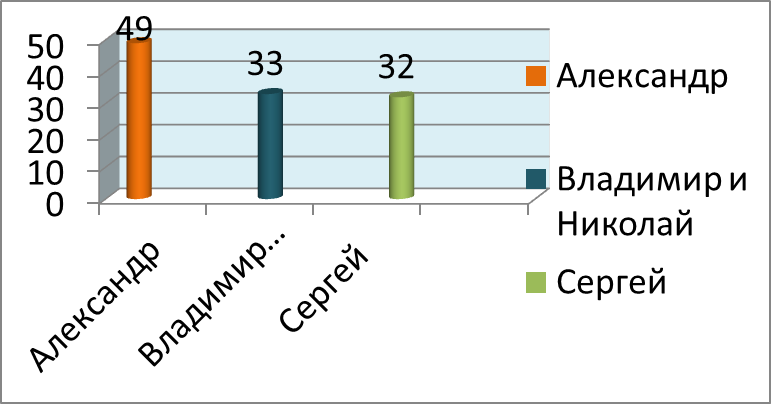 49
33
32
50
40
30
20
10
0
Александр
Владимир...
Сергей
Александр
Владимир и
Николай
Сергей